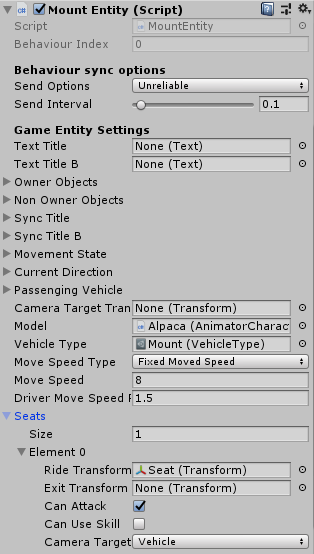 Mount Entity (Script)
Script MountEntity
Behaviour Index 0
Behaviour sync options
Send Options Unreliable
Send Interval 0.1
Game Entity Settings
Text Title None (Text)
Text Title B None (Text)
Owner Objects
Non Owner Objects
Sync Title
Sync Title B
Movement State
Current Direction
Passenging Vehicle
Camera Target Tran None (Transform)
Model Alpaca (AnimatorCharac
Vehicle Type Mount (VehicleType)
Move Speed Type Fixed Moved Speed
Move Speed 8
Driver Move Speed F 1.5
Seats
Size 1
Element 0
Ride Transform Seat (Transform)
Exit Transform None (Transform)
Can Attack
Can Use Skill
Camera Target Vehicle